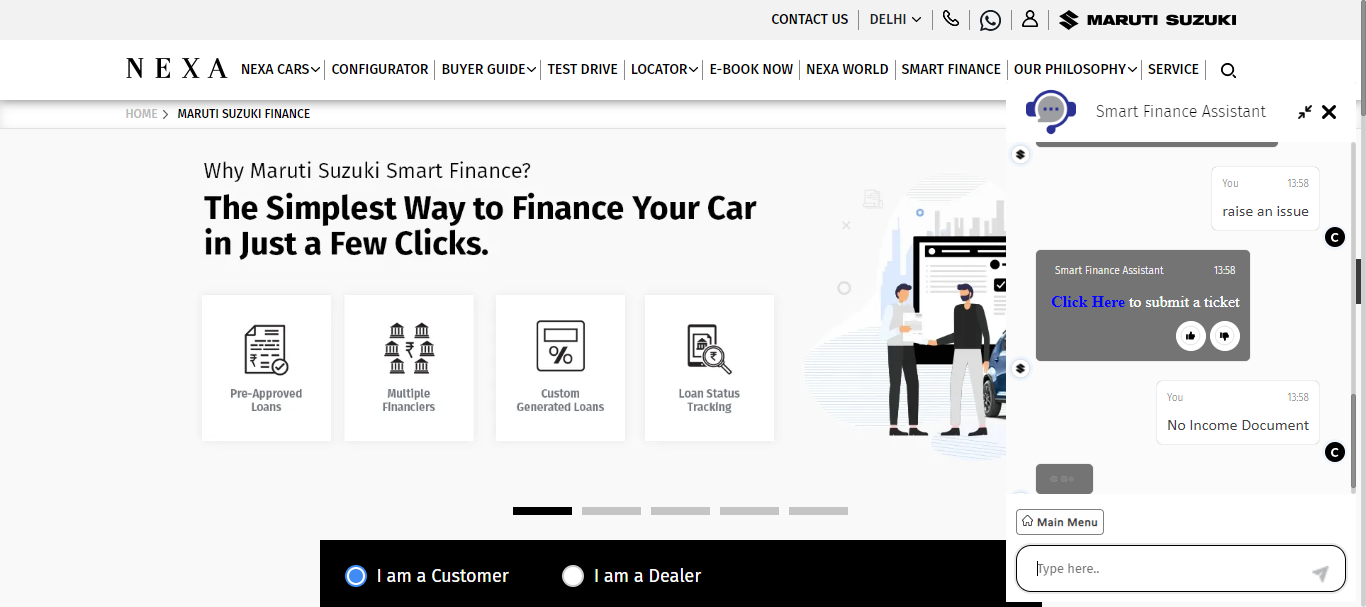 CONTACT US
DELHI
MARUTI SUZUKI
NEXA
NEXA CARS
CONFIGURATOR
BUYER GUIDE
TEST DRIVE
LOCATOR
E-BOOK NOW
NEXA WORLD
SMART FINANCE
OUR PHILOSOPHY
SERVICE
HOME
MARUTI SUZUKI FINANCE
Why Maruti Suzuki Smart Finance?
The Simplest Way to Finance Your Car
in Just a Few Clicks.
Pre-Approved
Loans
Multiple
Financiers
Custom
Generated Loans
Loan Status
Tracking
I am a Customer
I am a Dealer
Smart Finance Assistant
You 13:58
raise an issue
C
Smart Finance Assistant 13:58
Click Here to submit a ticket
You 13:58
No Income Document
C
Main Menu
Type here..